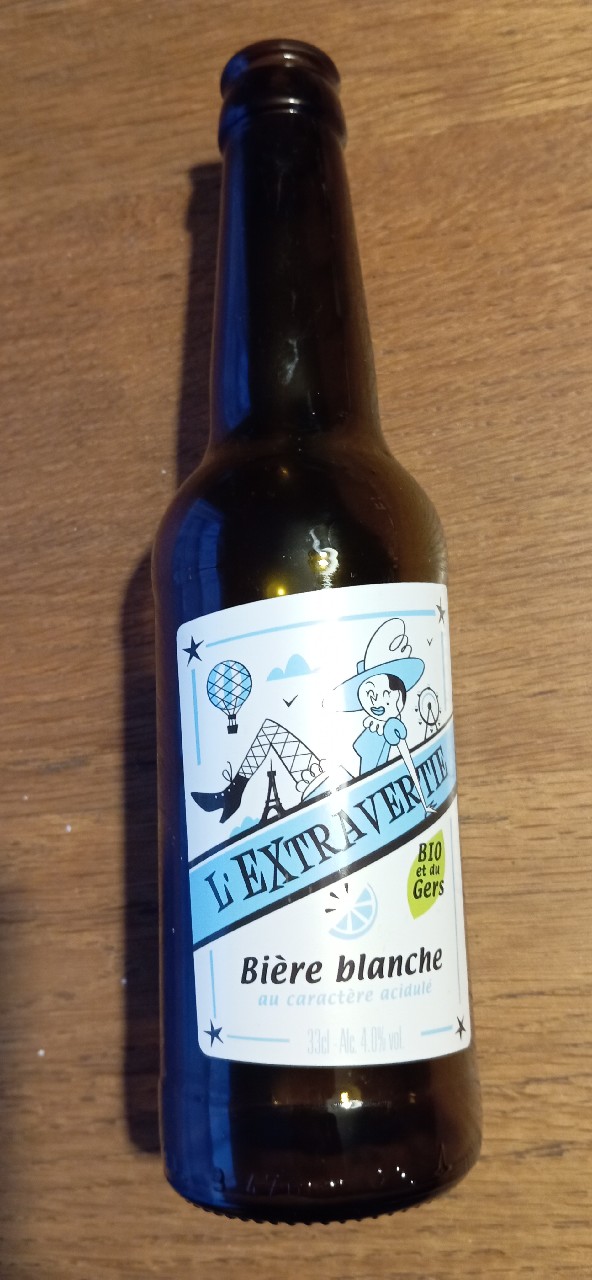 L'EXTRAVERTIE
BIO
et du
Gers
Bière blanche
au caractère acidulé
33cl - Alc. 4.0% vol.